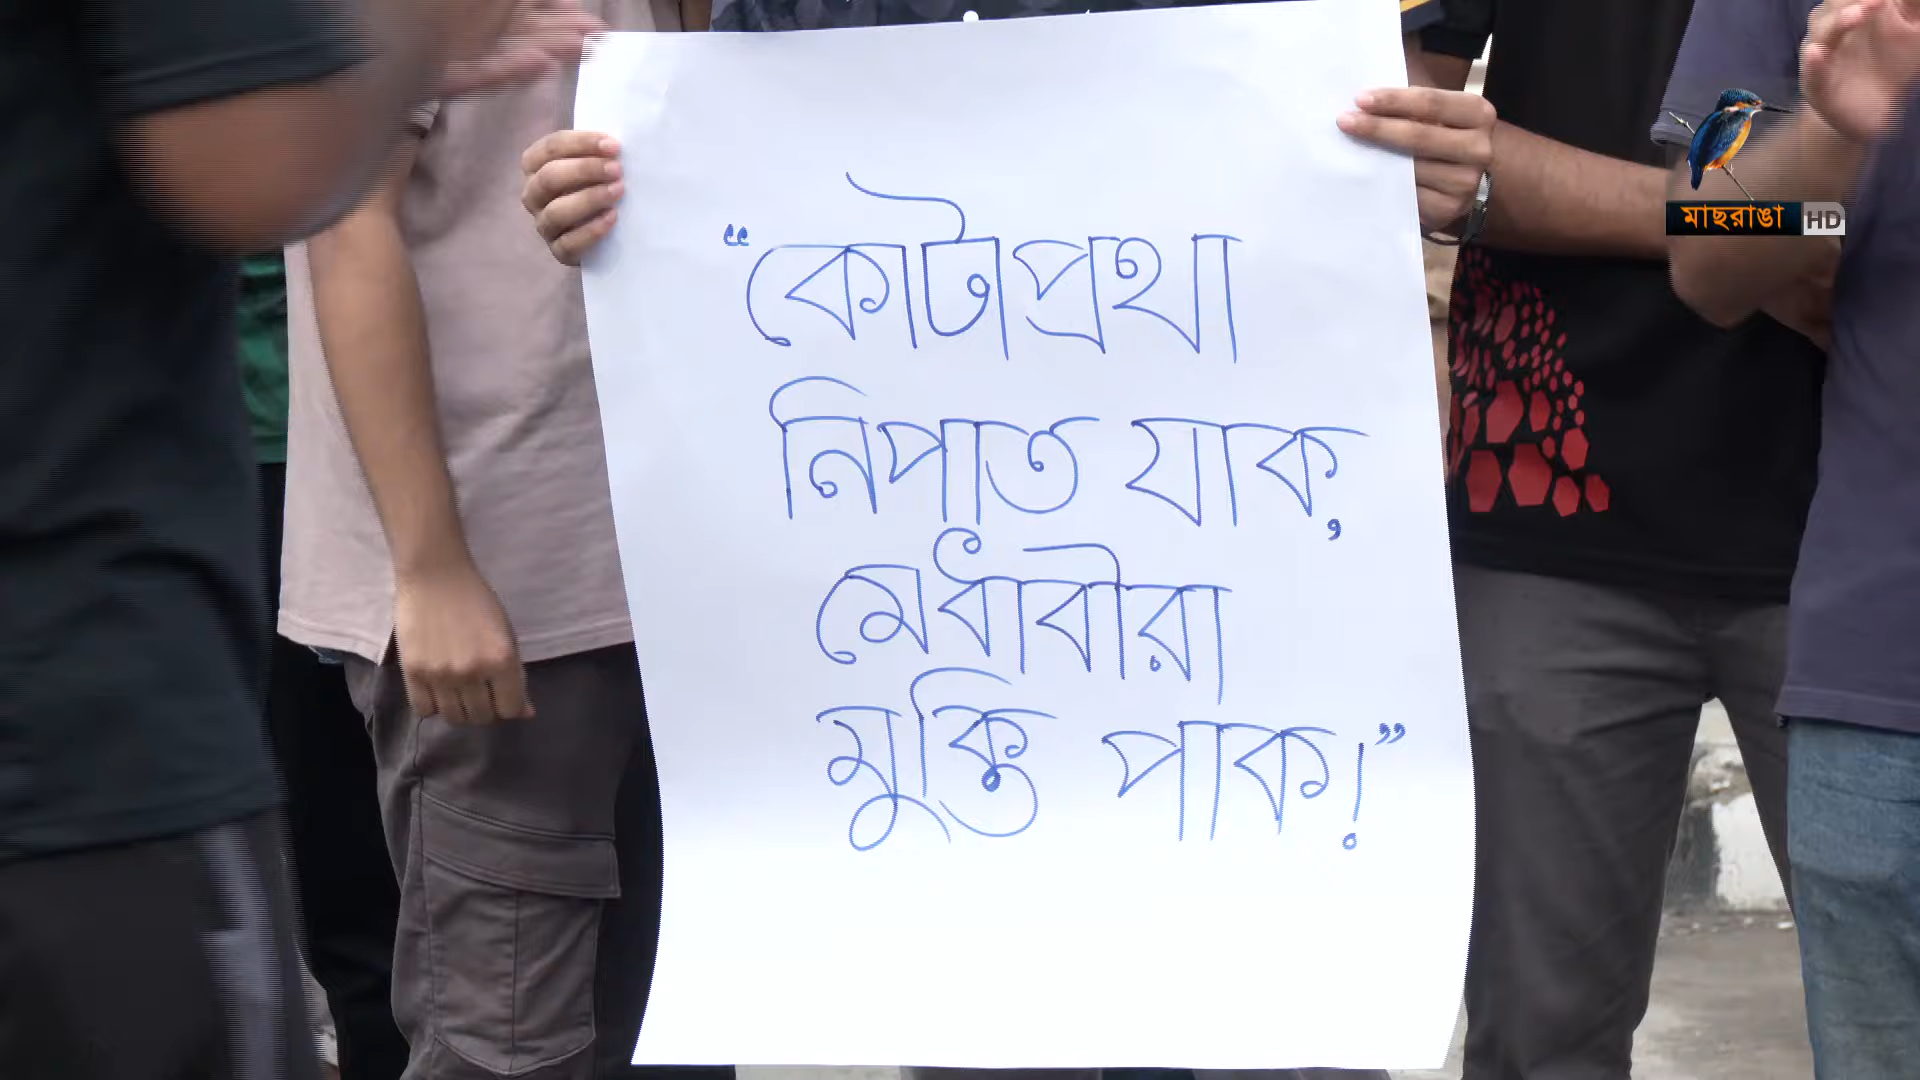 “কোটাপ্রথা
নিপাত যাক,
মেধাবীরা
মুক্তি পাক!”
মাছরাঙা HD